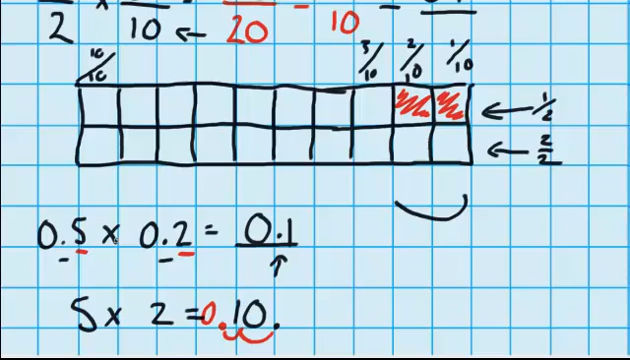 2 × 10 ← 20 = 10 =
10/10 3/10 2/10 1/10
← 1/2
← 2/2
0.5 × 0.2 = 0.1
↑
5 × 2 = 0.10.